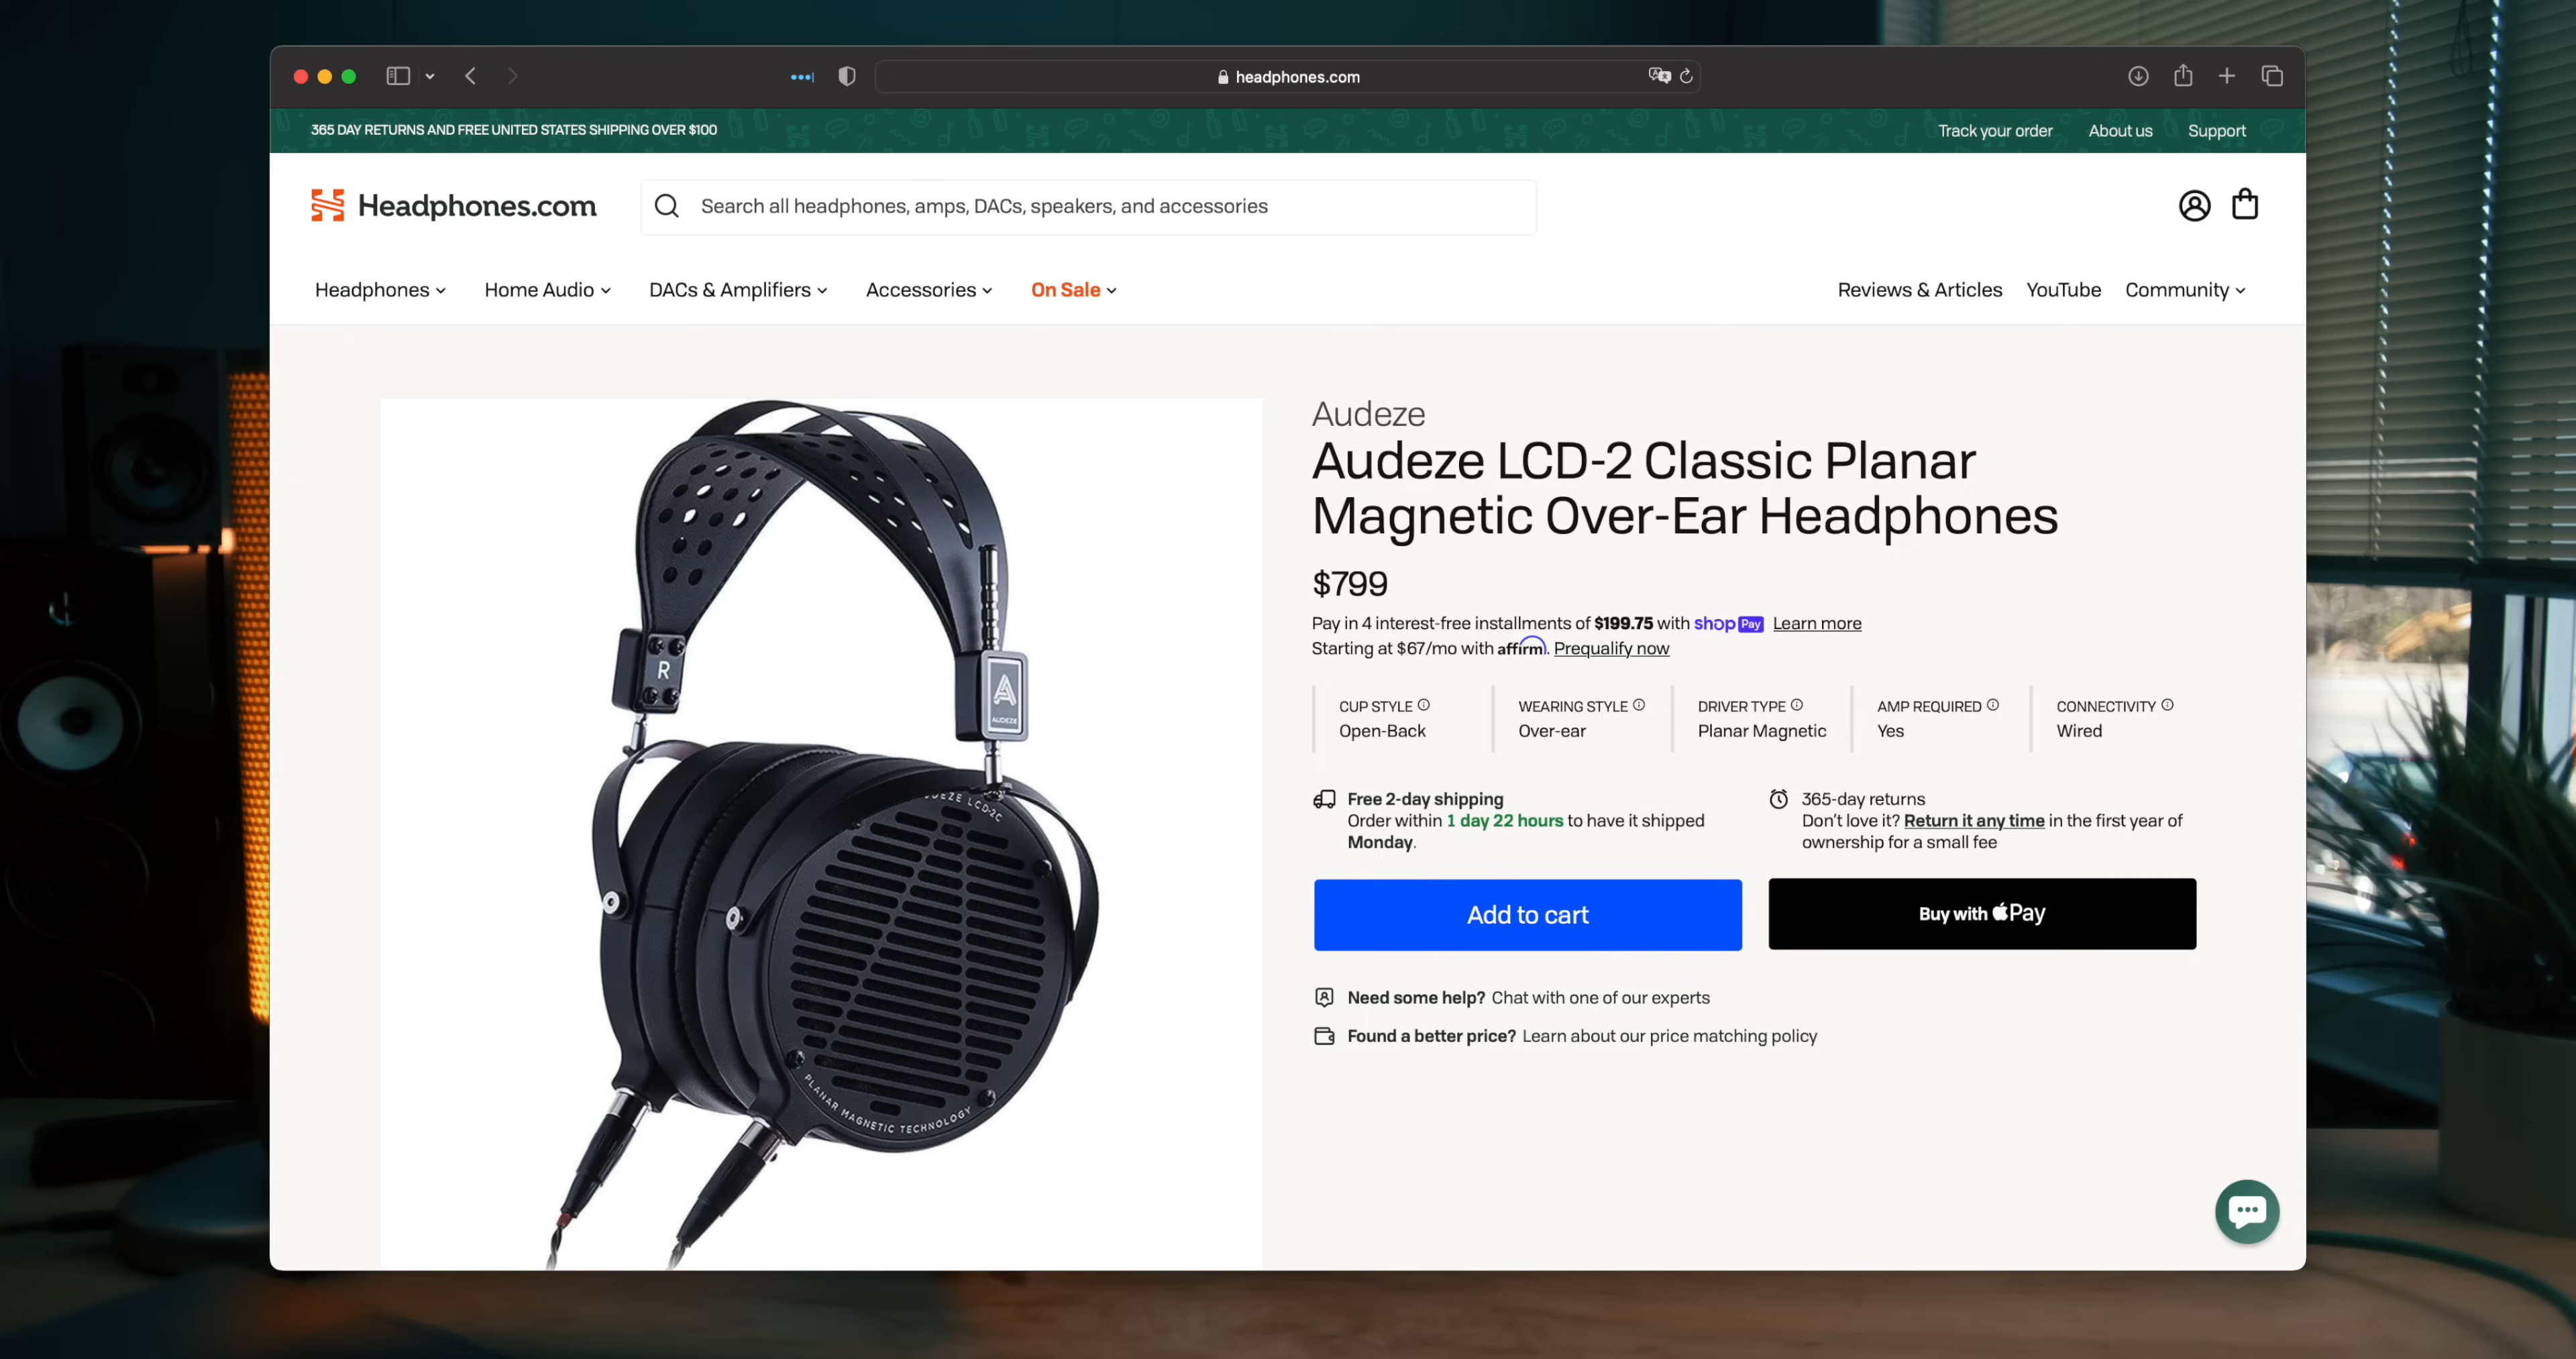 headphones.com
365 DAY RETURNS AND FREE UNITED STATES SHIPPING OVER $100
Track your order
About us
Support
Headphones.com
Search all headphones, amps, DACs, speakers, and accessories
Headphones
Home Audio
DACs & Amplifiers
Accessories
On Sale
Reviews & Articles
YouTube
Community
Audeze
Audeze LCD-2 Classic Planar
Magnetic Over-Ear Headphones
$799
Pay in 4 interest-free installments of $199.75 with shop Pay Learn more
Starting at $67/mo with affirm. Prequalify now
CUP STYLE
Open-Back
WEARING STYLE
Over-ear
DRIVER TYPE
Planar Magnetic
AMP REQUIRED
Yes
CONNECTIVITY
Wired
Free 2-day shipping
Order within 1 day 22 hours to have it shipped
Monday.
365-day returns
Don't love it? Return it any time in the first year of
ownership for a small fee
Add to cart
Buy with Pay
Need some help? Chat with one of our experts
Found a better price? Learn about our price matching policy
R
AUDEZE
LCD-2C
PLANAR MAGNETIC TECHNOLOGY